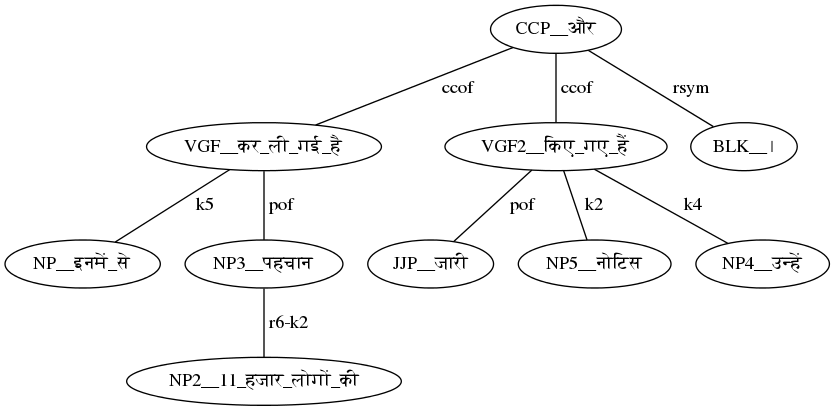 CCP__और
ccof ccof rsym
VGF__कर_ली_गई_है VGF2__किए_गए_हैं BLK__।
k5 pof pof k2 k4
NP__इनमें_से NP3__पहचान JJP__जारी NP5__नोटिस NP4__उन्हें
r6-k2
NP2__11_हजार_लोगों_की